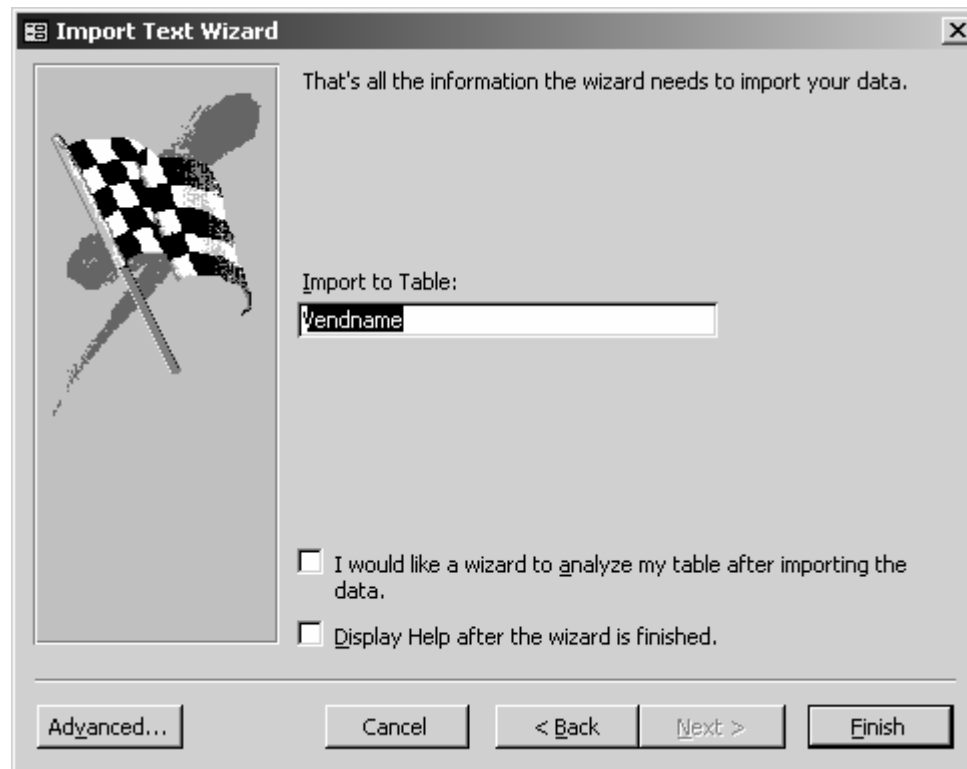 Import Text Wizard
That's all the information the wizard needs to import your data.
Import to Table:
Vendname
I would like a wizard to analyze my table after importing the
data.
Display Help after the wizard is finished.
Advanced... Cancel < Back Next > Finish